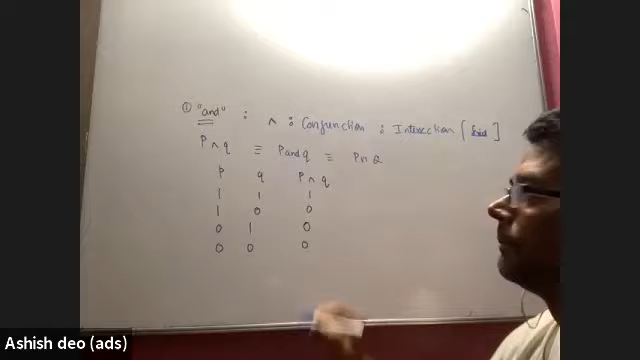 ① "and" : ∧ : Conjunction : Intersection [ ]
P ∧ q ≡ P and q ≡ P ∩ Q
P q P ∧ q
1 1 1
1 0 0
0 1 0
0 0 0
Ashish deo (ads)